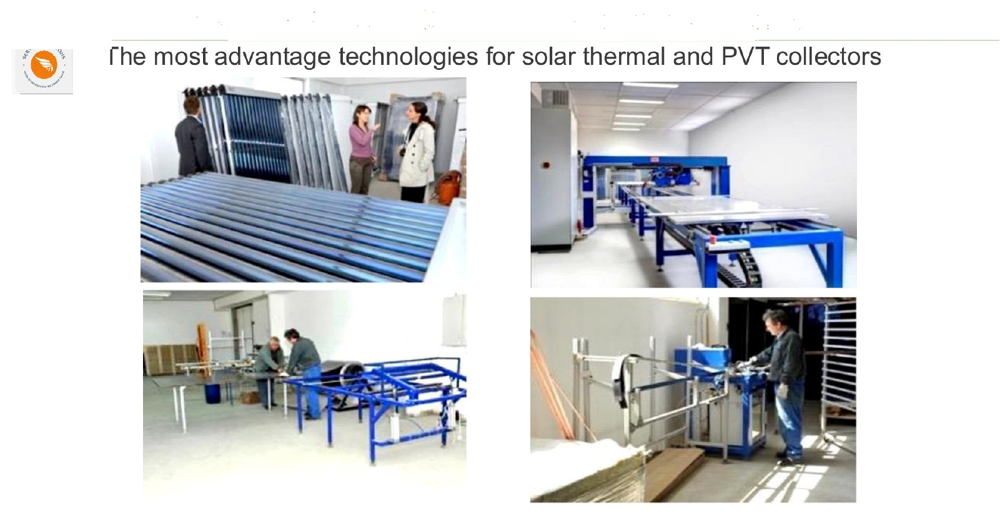 The most advantage technologies for solar thermal and PVT collectors